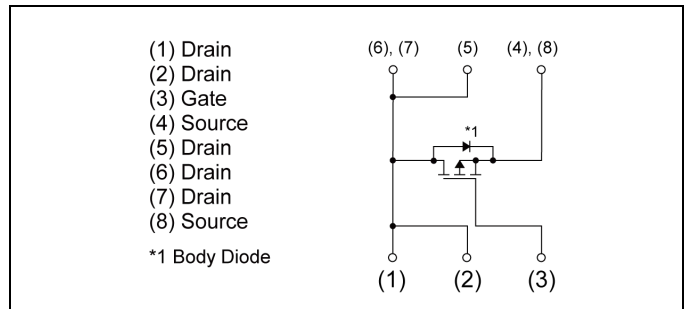 (1) Drain
(2) Drain
(3) Gate
(4) Source
(5) Drain
(6) Drain
(7) Drain
(8) Source
*1 Body Diode
(6), (7) (5) (4), (8)
*1
(1) (2) (3)